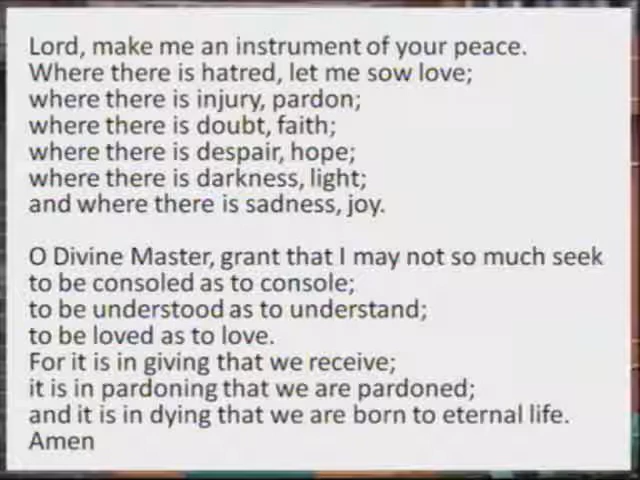 Lord, make me an instrument of your peace.
Where there is hatred, let me sow love;
where there is injury, pardon;
where there is doubt, faith;
where there is despair, hope;
where there is darkness, light;
and where there is sadness, joy.
O Divine Master, grant that I may not so much seek
to be consoled as to console;
to be understood as to understand;
to be loved as to love.
For it is in giving that we receive;
it is in pardoning that we are pardoned;
and it is in dying that we are born to eternal life.
Amen